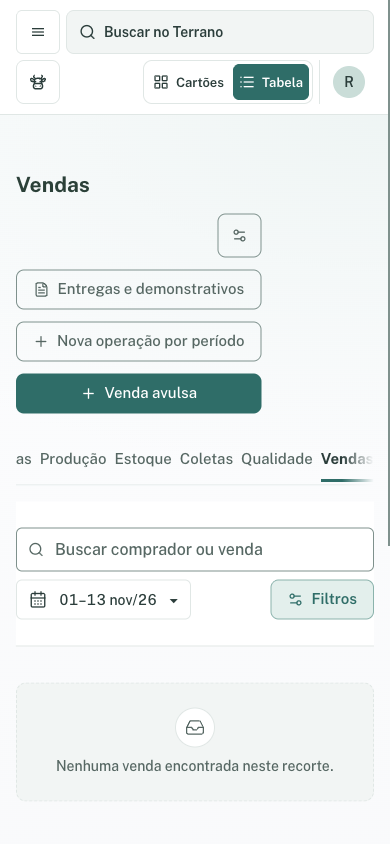 Buscar no Terrano
Cartões
Tabela
R
Vendas
Entregas e demonstrativos
Nova operação por período
Venda avulsa
as Produção Estoque Coletas Qualidade Vendas
Buscar comprador ou venda
01–13 nov/26
Filtros
Nenhuma venda encontrada neste recorte.